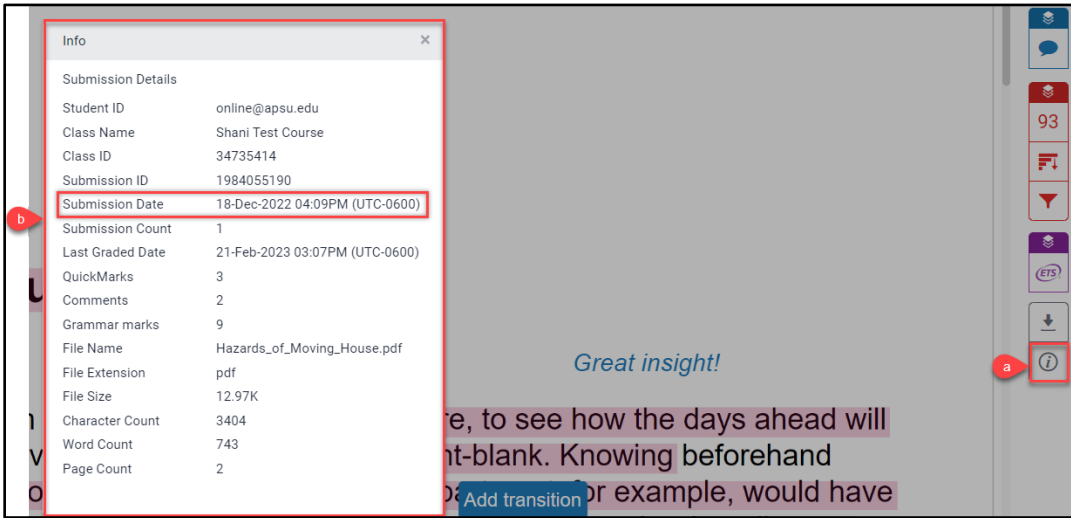 Info ×
Submission Details
Student ID online@apsu.edu
Class Name Shani Test Course
Class ID 34735414
Submission ID 1984055190
Submission Date 18-Dec-2022 04:09PM (UTC-0600)
Submission Count 1
Last Graded Date 21-Feb-2023 03:07PM (UTC-0600)
QuickMarks 3
Comments 2
Grammar marks 9
File Name Hazards_of_Moving_House.pdf
File Extension pdf
File Size 12.97K
Character Count 3404
Word Count 743
Page Count 2
b
Great insight!
re, to see how the days ahead will
nt-blank. Knowing beforehand
Add transition
or example, would have
93
ETS
a
i